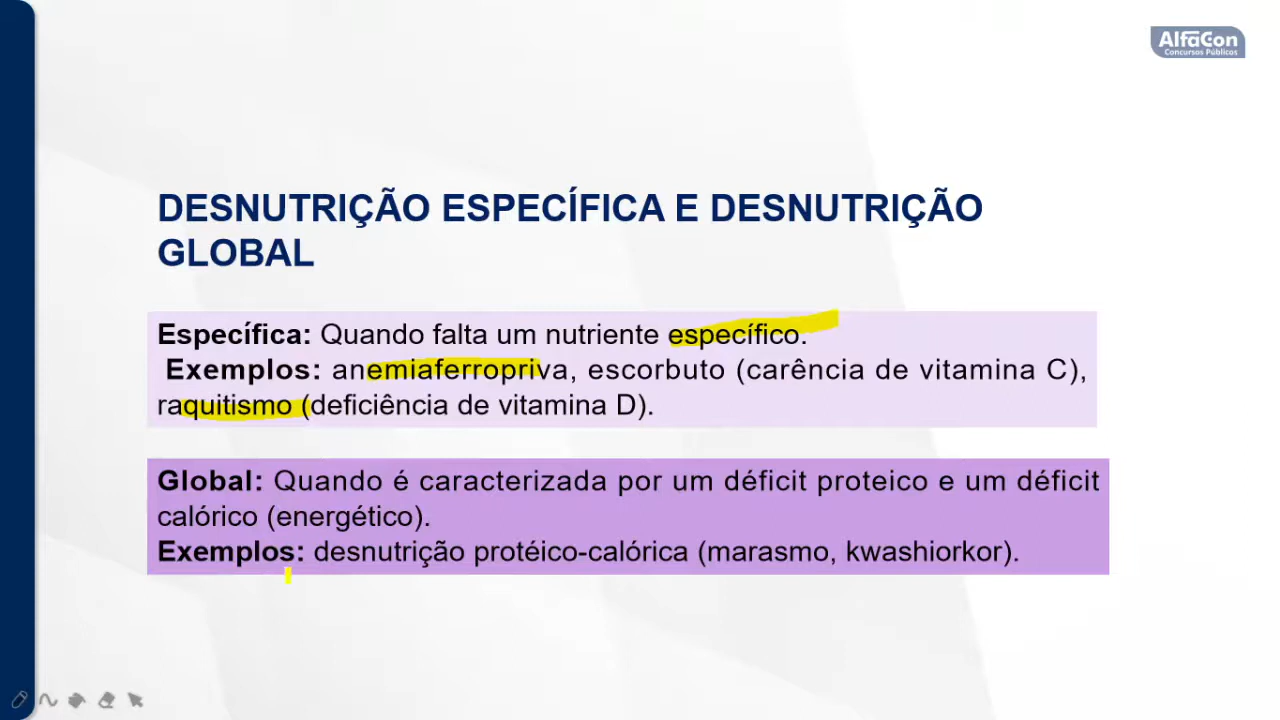 AlfaCon
Concursos Públicos
DESNUTRIÇÃO ESPECÍFICA E DESNUTRIÇÃO
GLOBAL
Específica: Quando falta um nutriente específico.
Exemplos: anemiaferropriva, escorbuto (carência de vitamina C),
raquitismo (deficiência de vitamina D).
Global: Quando é caracterizada por um déficit proteico e um déficit
calórico (energético).
Exemplos: desnutrição protéico-calórica (marasmo, kwashiorkor).